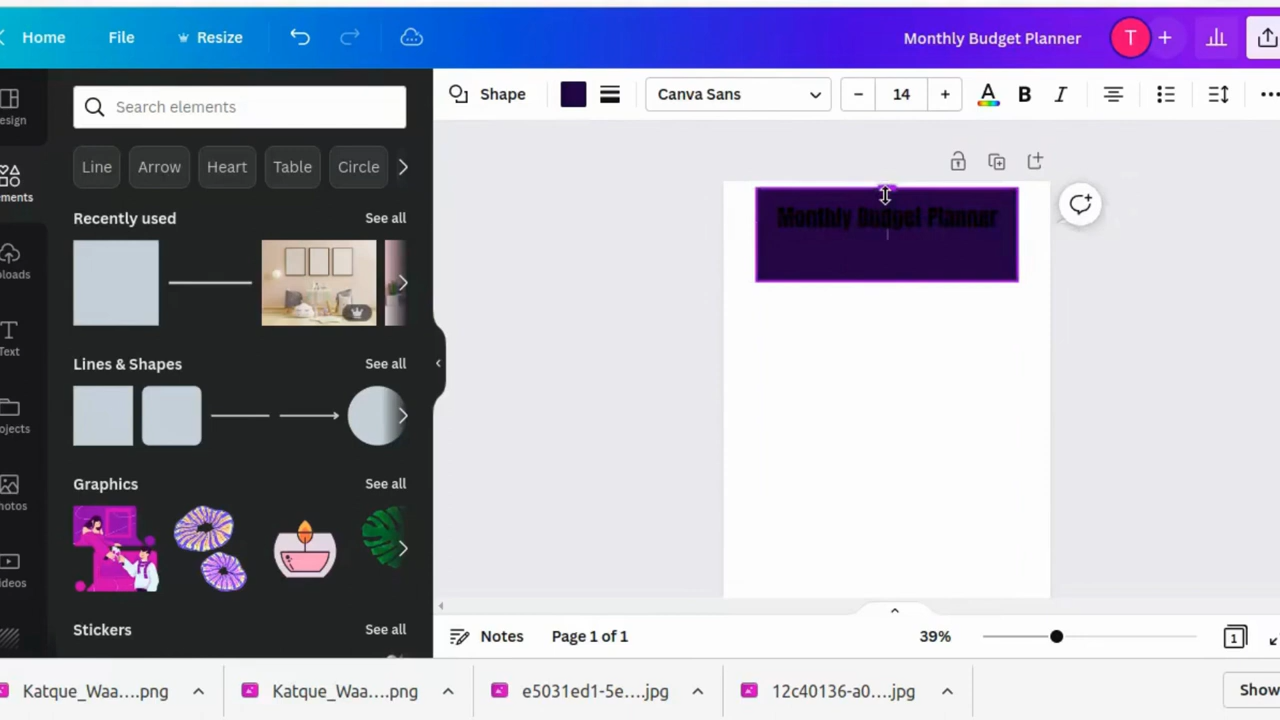 Home File Resize Monthly Budget Planner T
Search elements Shape Canva Sans 14 A B I
Line Arrow Heart Table Circle
Recently used See all
Monthly Budget Planner
Lines & Shapes See all
Text
Graphics See all
Stickers See all
Notes Page 1 of 1 39% 1
Katque_Waa....png Katque_Waa....png e5031ed1-5e....jpg 12c40136-a0....jpg Show